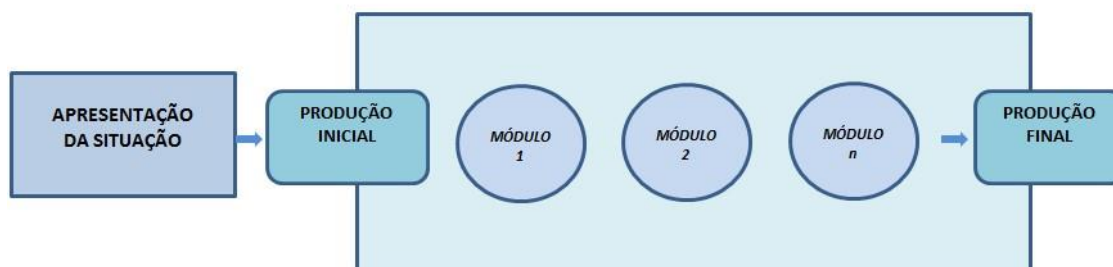 APRESENTAÇÃO
DA SITUAÇÃO
PRODUÇÃO
INICIAL
MÓDULO
1
MÓDULO
2
MÓDULO
n
PRODUÇÃO
FINAL